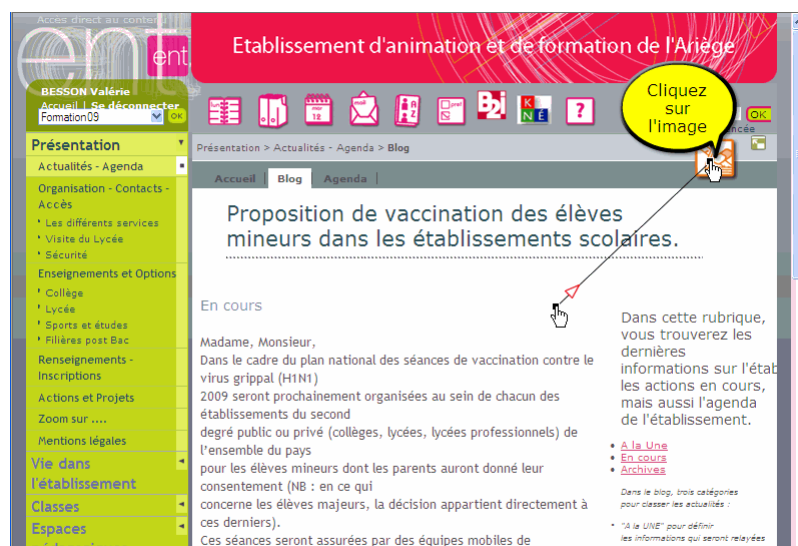 Accès direct au contenu
ent
ent
Etablissement d'animation et de formation de l'Ariège
BESSON Valérie
Accueil | Se déconnecter
Formation09
OK
mar
12
mail
A
Z
pref
B2i
K
N É
?
Cliquez
sur
l'image
OK
Présentation
Actualités - Agenda
Organisation - Contacts -
Accès
Les différents services
Visite du Lycée
Sécurité
Enseignements et Options
Collège
Lycée
Sports et études
Filières post Bac
Renseignements -
Inscriptions
Actions et Projets
Zoom sur ....
Mentions légales
Vie dans
l'établissement
Classes
Espaces
Présentation > Actualités - Agenda > Blog
Accueil | Blog | Agenda |
Proposition de vaccination des élèves
mineurs dans les établissements scolaires.
En cours
Madame, Monsieur,
Dans le cadre du plan national des séances de vaccination contre le
virus grippal (H1N1)
2009 seront prochainement organisées au sein de chacun des
établissements du second
degré public ou privé (collèges, lycées, lycées professionnels) de
l'ensemble du pays
pour les élèves mineurs dont les parents auront donné leur
consentement (NB : en ce qui
concerne les élèves majeurs, la décision appartient directement à
ces derniers).
Ces séances seront assurées par des équipes mobiles de
Dans cette rubrique,
vous trouverez les
dernières
informations sur l'étab
les actions en cours,
mais aussi l'agenda
de l'établissement.
A la Une
En cours
Archives
Dans le blog, trois catégories
pour classer les actualités :
"A la UNE" pour définir
les informations qui seront relayées